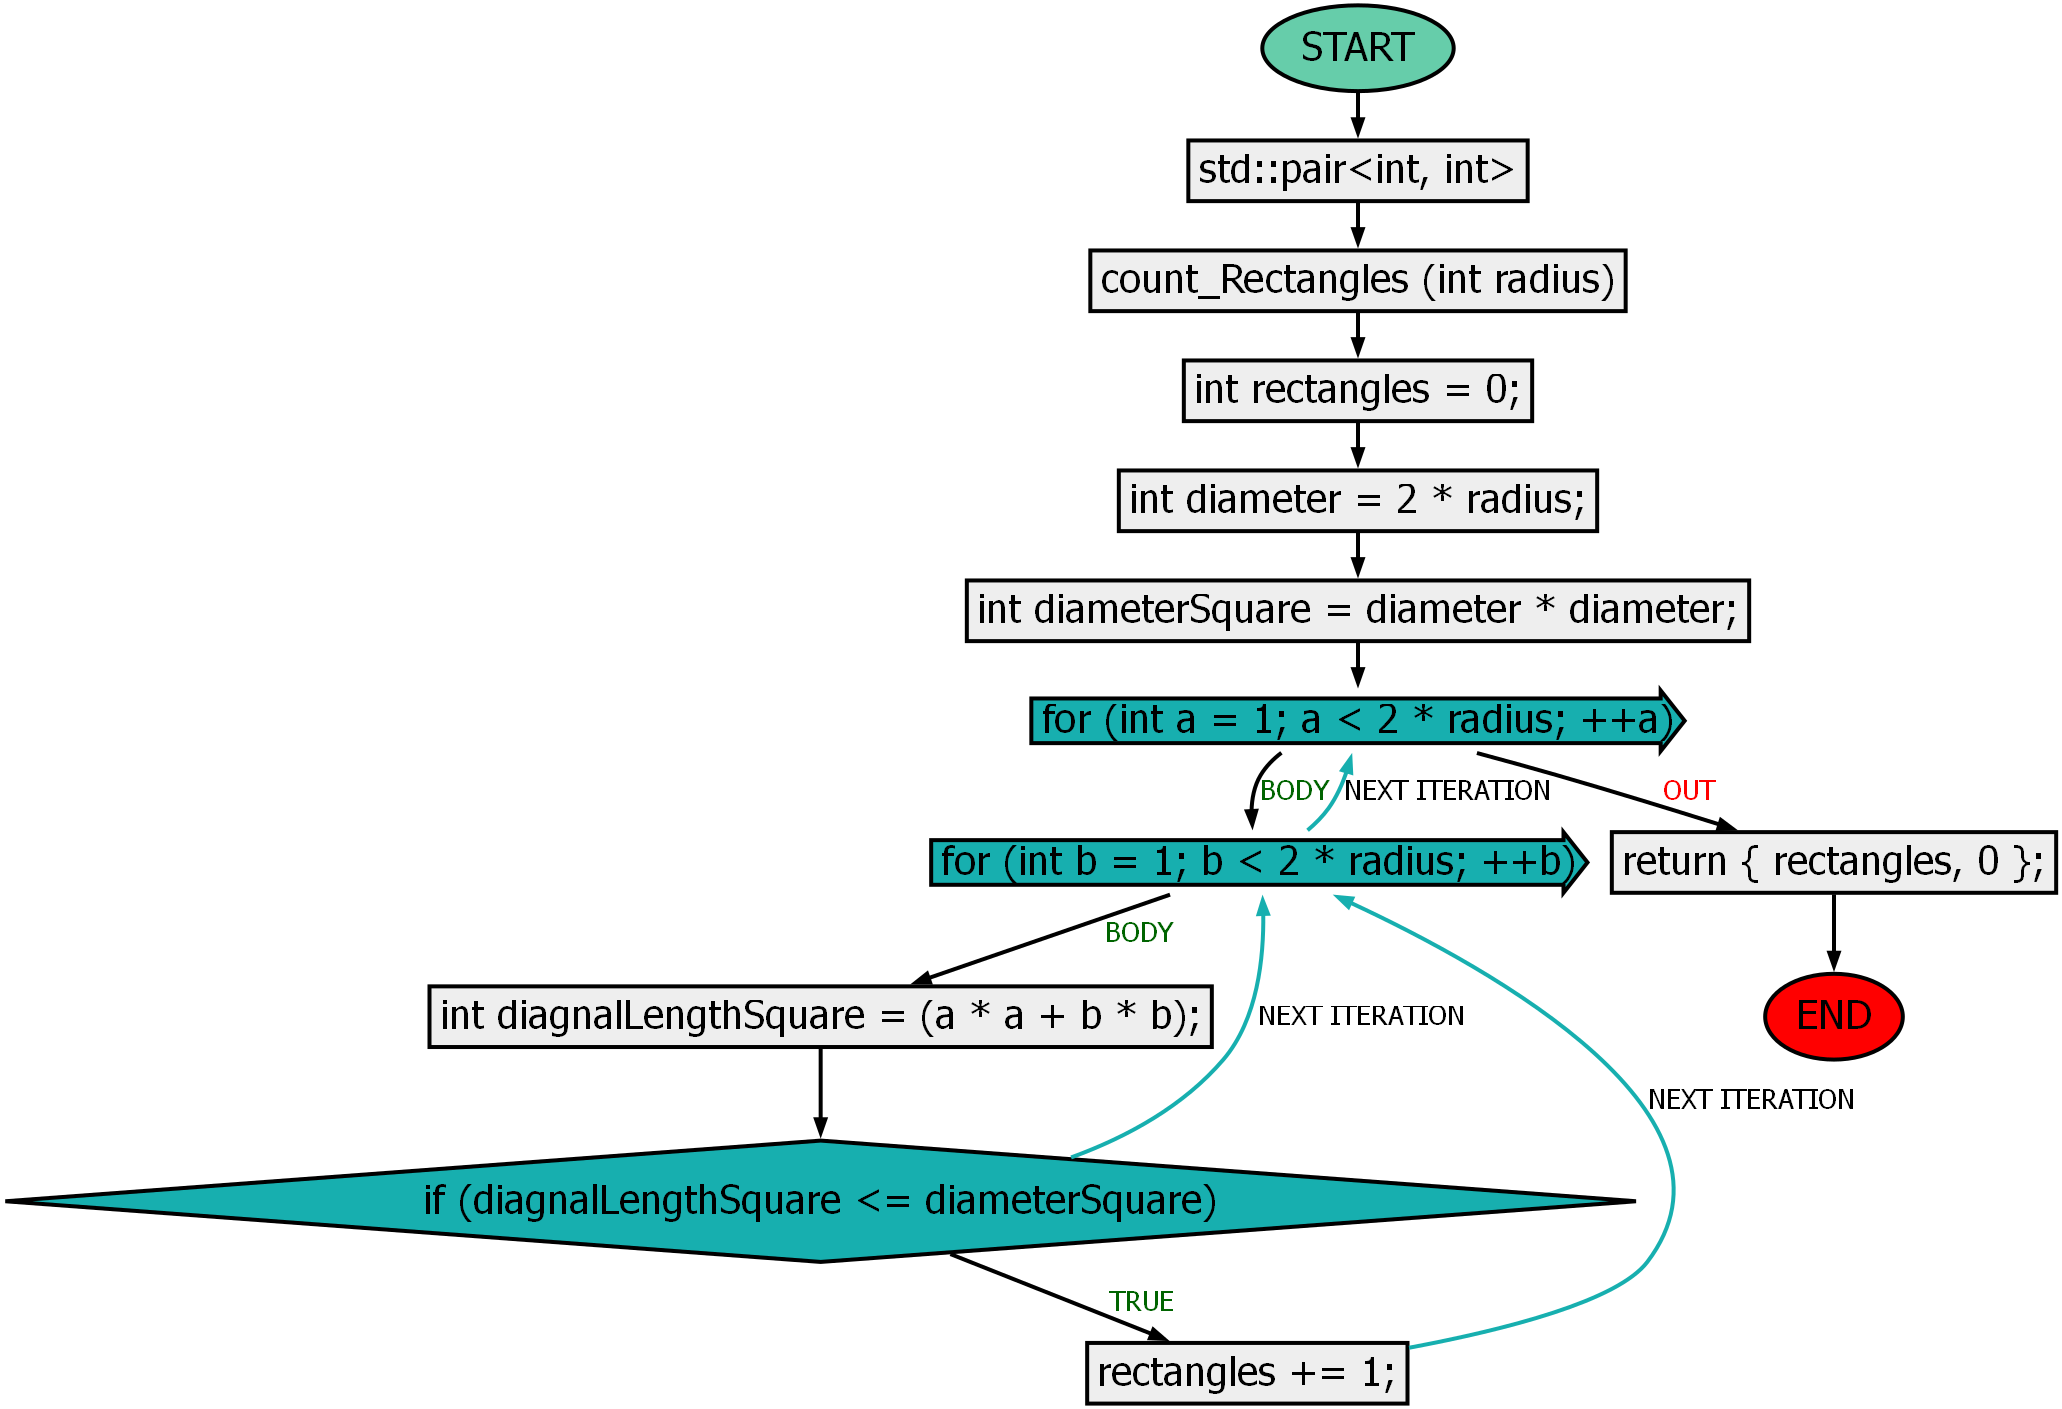 START
std::pair<int, int>
count_Rectangles (int radius)
int rectangles = 0;
int diameter = 2 * radius;
int diameterSquare = diameter * diameter;
for (int a = 1; a < 2 * radius; ++a)
BODY
NEXT ITERATION
OUT
for (int b = 1; b < 2 * radius; ++b)
return { rectangles, 0 };
BODY
int diagnalLengthSquare = (a * a + b * b);
NEXT ITERATION
END
NEXT ITERATION
if (diagnalLengthSquare <= diameterSquare)
TRUE
rectangles += 1;